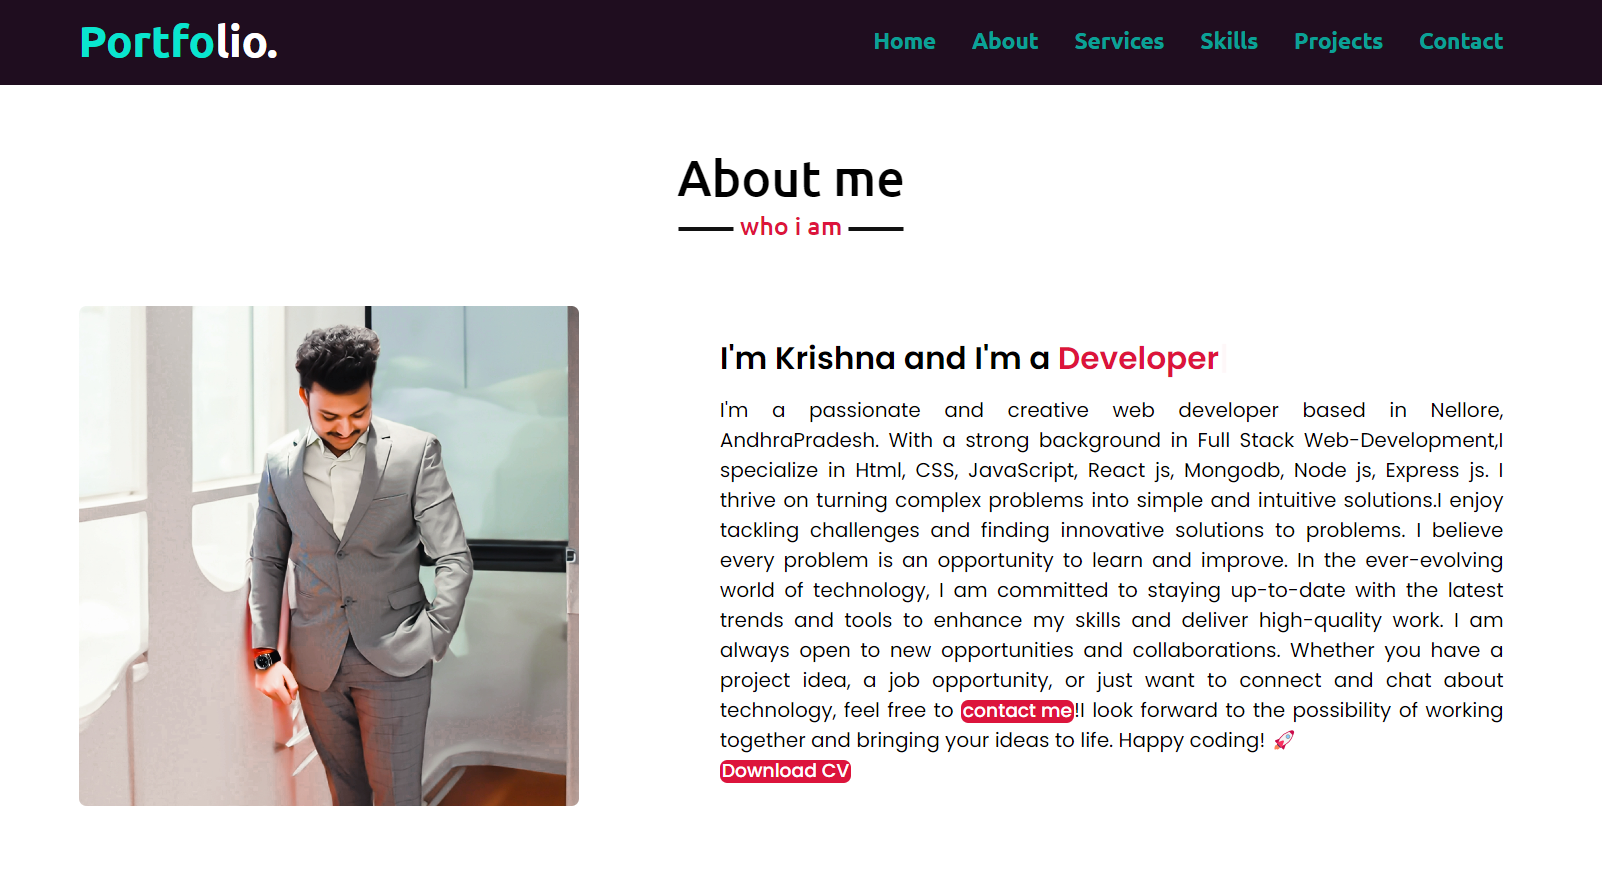 Portfolio.
Home About Services Skills Projects Contact
About me
who i am
I'm Krishna and I'm a Developer
I'm a passionate and creative web developer based in Nellore,
AndhraPradesh. With a strong background in Full Stack Web-Development,I
specialize in Html, CSS, JavaScript, React js, Mongodb, Node js, Express js. I
thrive on turning complex problems into simple and intuitive solutions.I enjoy
tackling challenges and finding innovative solutions to problems. I believe
every problem is an opportunity to learn and improve. In the ever-evolving
world of technology, I am committed to staying up-to-date with the latest
trends and tools to enhance my skills and deliver high-quality work. I am
always open to new opportunities and collaborations. Whether you have a
project idea, a job opportunity, or just want to connect and chat about
technology, feel free to contact me!I look forward to the possibility of working
together and bringing your ideas to life. Happy coding! 🚀
Download CV